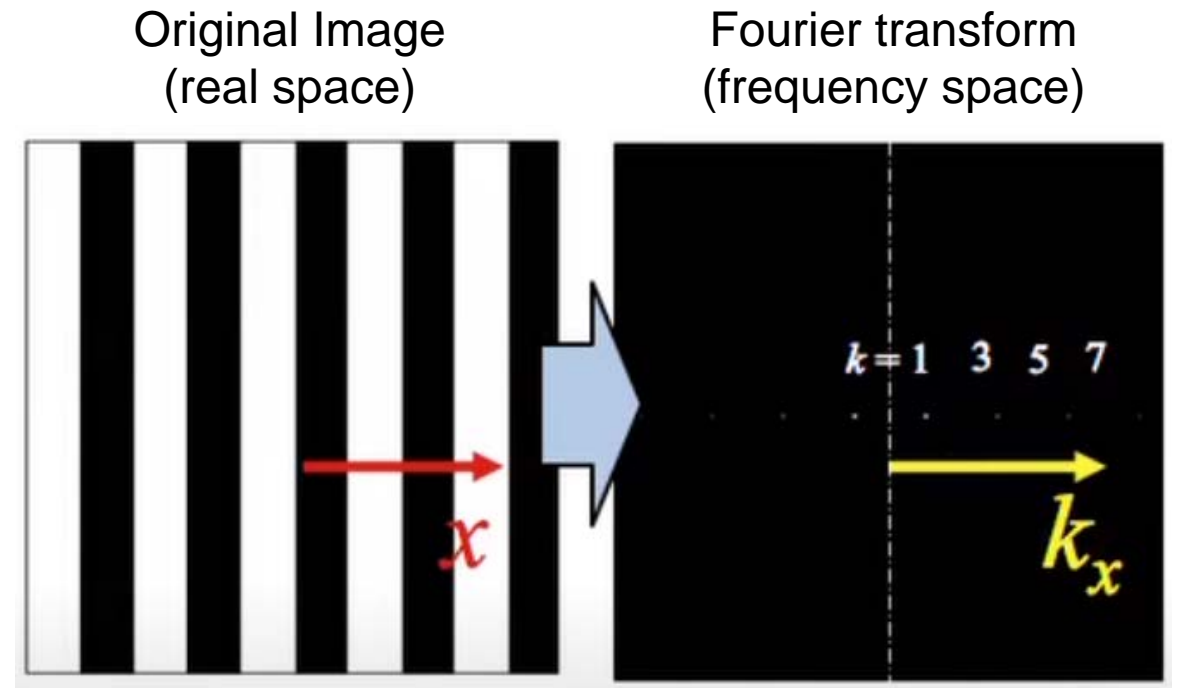 Original Image
(real space)
Fourier transform
(frequency space)
k = 1 3 5 7
x
kx